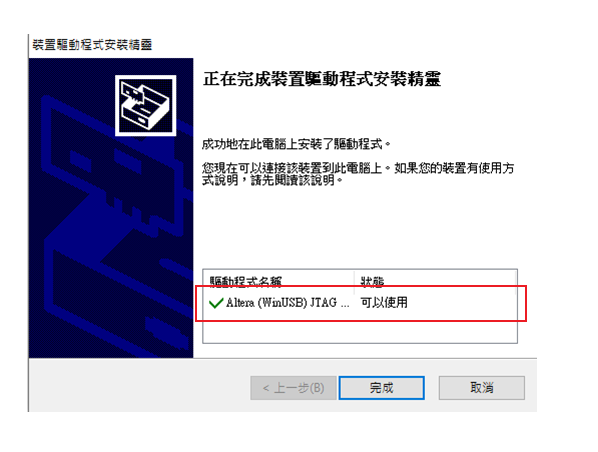 裝置驅動程式安裝精靈
正在完成裝置驅動程式安裝精靈
成功地在此電腦上安裝了驅動程式。
您現在可以連接該裝置到此電腦上。如果您的裝置有使用方
式說明，請先閱讀該說明。
驅動程式名稱 狀態
Altera (WinUSB) JTAG ... 可以使用
< 上一步(B) 完成 取消